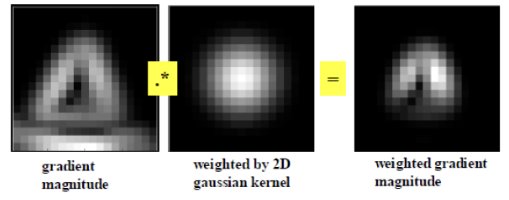 .*
=
gradient
magnitude
weighted by 2D
gaussian kernel
weighted gradient
magnitude